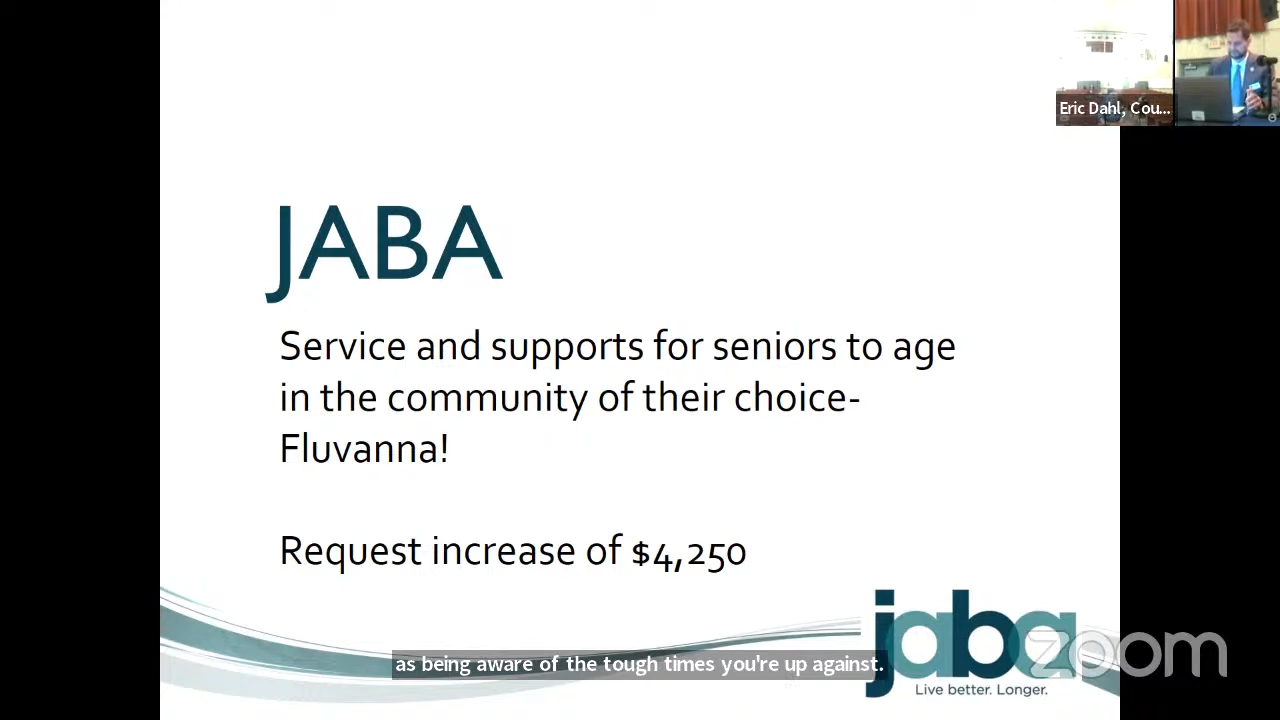 Eric Dahl, Cou...
JABA
Service and supports for seniors to age
in the community of their choice-
Fluvanna!
Request increase of $4,250
as being aware of the tough times you're up against.
jaba
zoom
Live better. Longer.